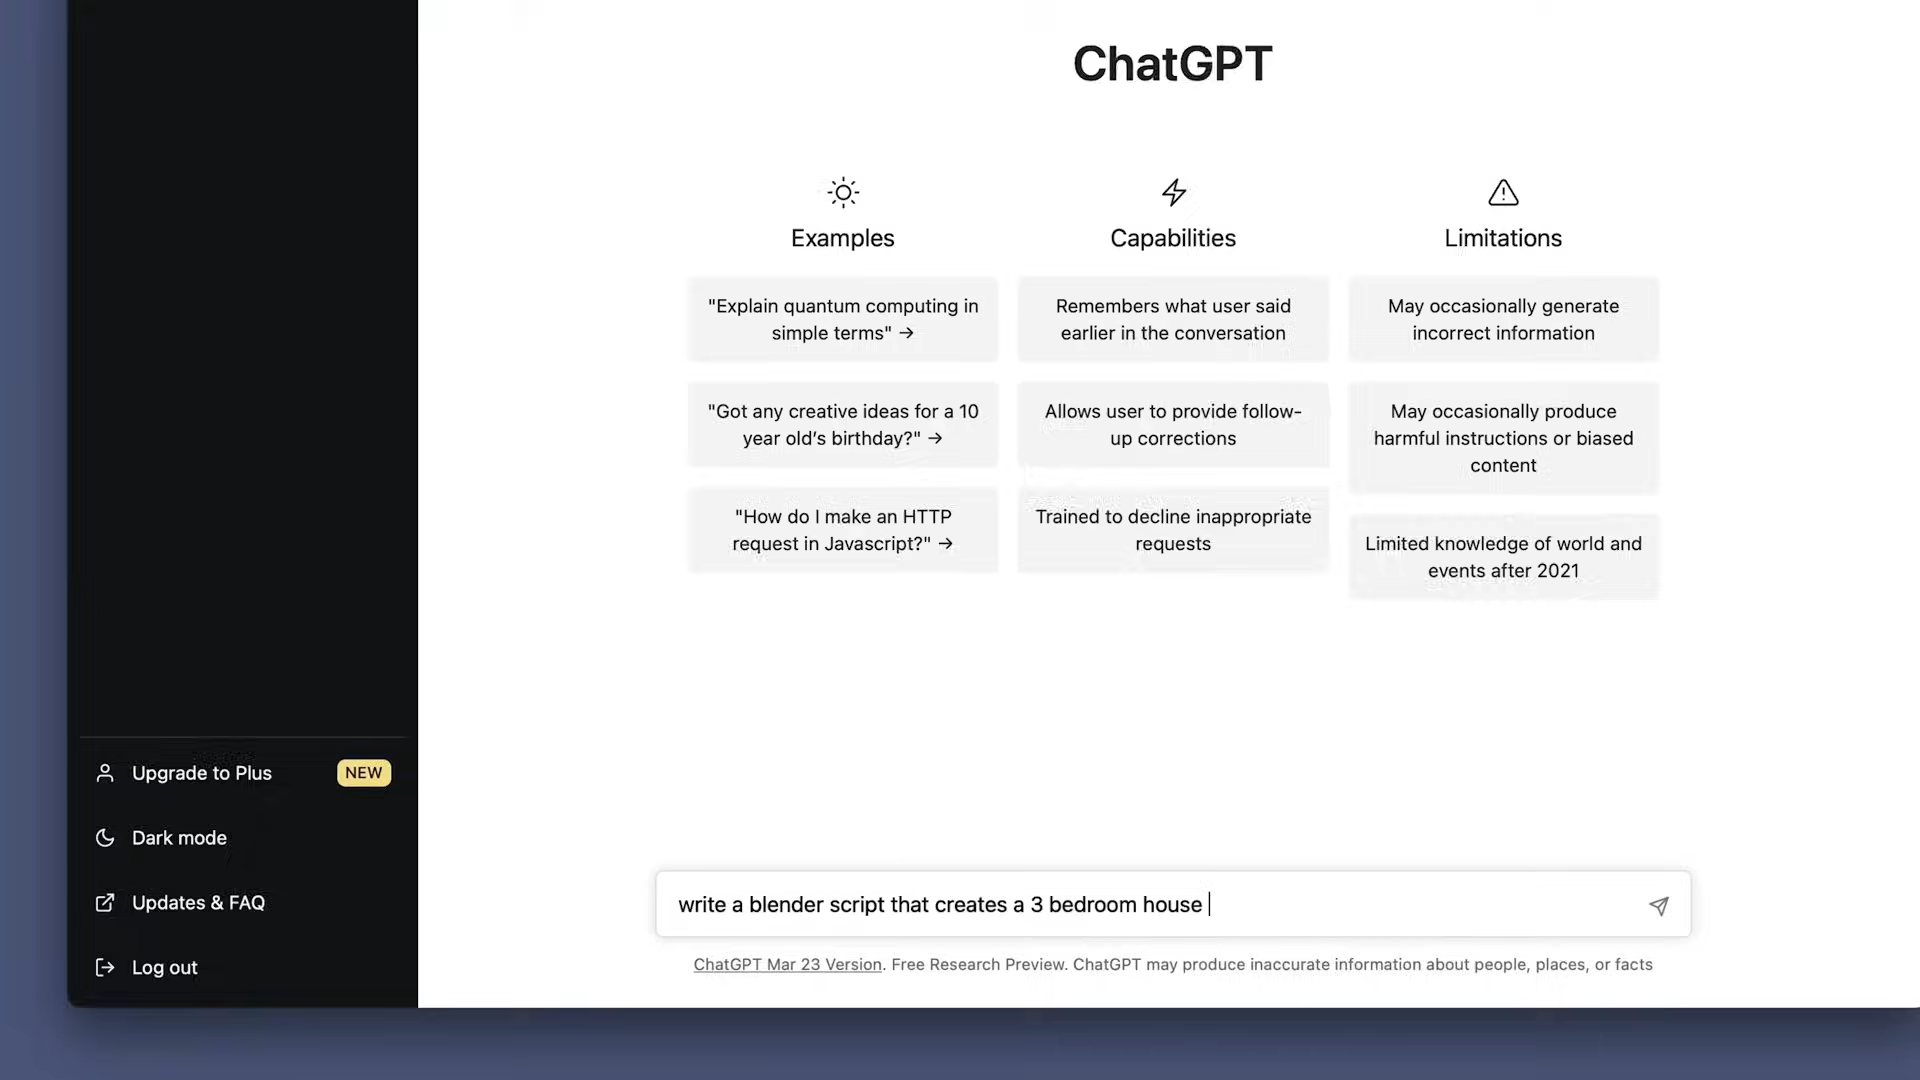 ChatGPT
Examples
Capabilities
Limitations
"Explain quantum computing in
simple terms" →
Remembers what user said
earlier in the conversation
May occasionally generate
incorrect information
"Got any creative ideas for a 10
year old's birthday?" →
Allows user to provide follow-
up corrections
May occasionally produce
harmful instructions or biased
content
"How do I make an HTTP
request in Javascript?" →
Trained to decline inappropriate
requests
Limited knowledge of world and
events after 2021
Upgrade to Plus
NEW
Dark mode
Updates & FAQ
Log out
write a blender script that creates a 3 bedroom house
ChatGPT Mar 23 Version. Free Research Preview. ChatGPT may produce inaccurate information about people, places, or facts